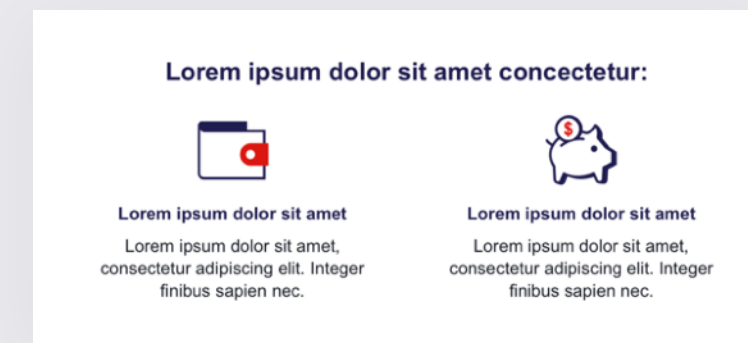 Lorem ipsum dolor sit amet concectetur:
$
Lorem ipsum dolor sit amet
Lorem ipsum dolor sit amet,
consectetur adipiscing elit. Integer
finibus sapien nec.
Lorem ipsum dolor sit amet
Lorem ipsum dolor sit amet,
consectetur adipiscing elit. Integer
finibus sapien nec.